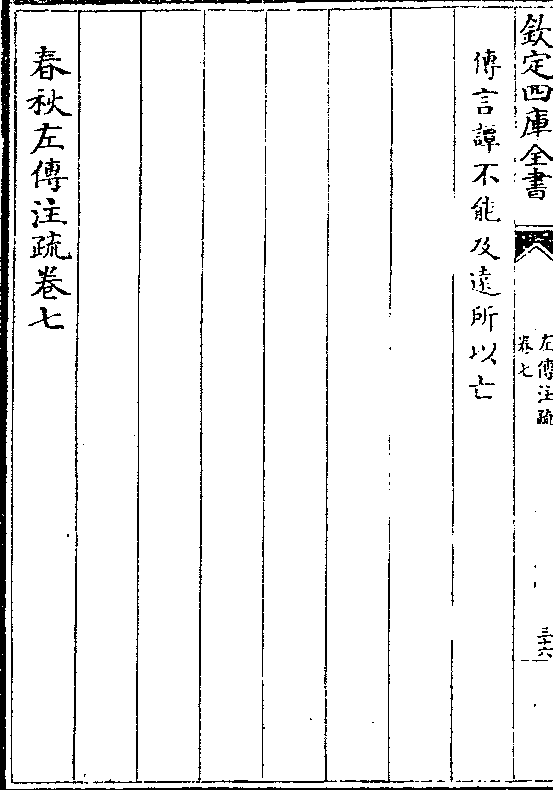 欽定四庫全書
左傳注疏
卷七
三十六
傳言譚不能及遠所以亡
春秋左傳注疏卷七